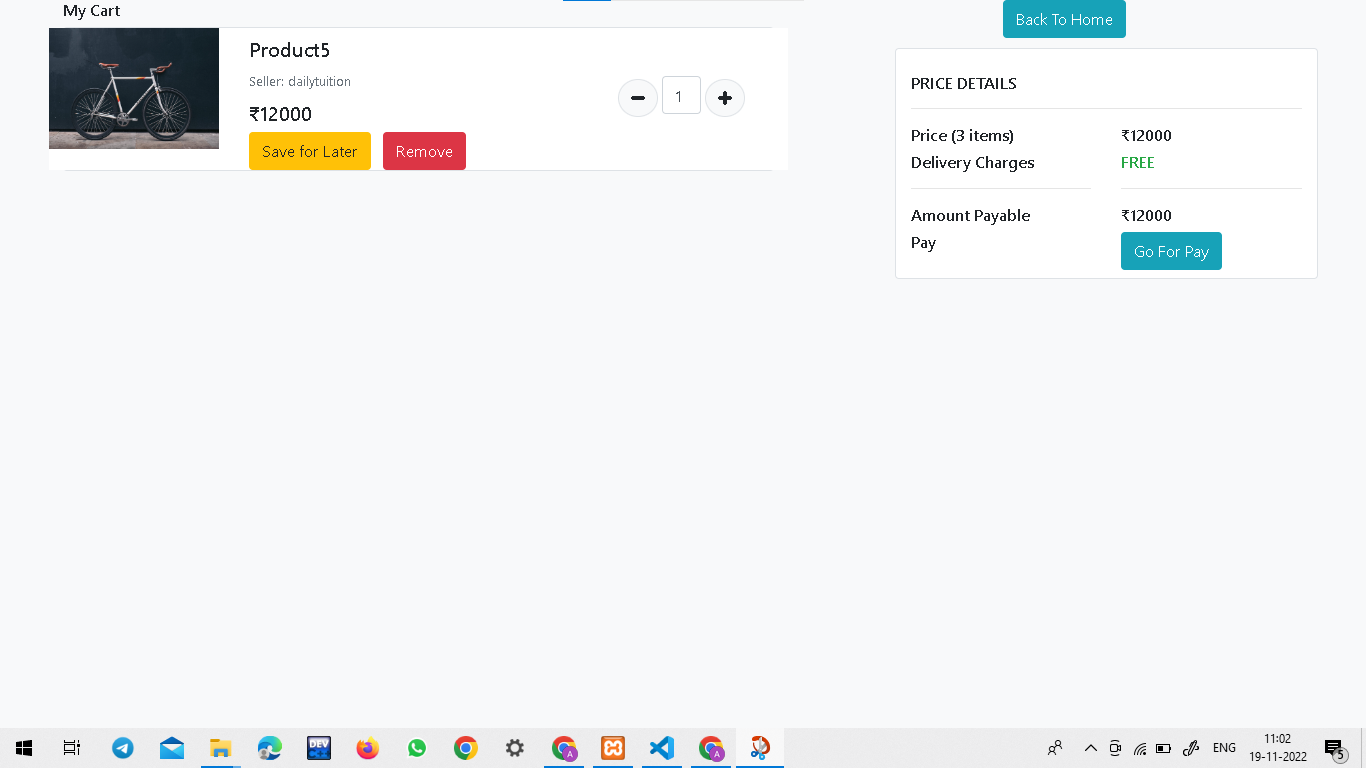 My Cart
Back To Home
Product5
Seller: dailytuition
₹12000
1
Save for Later
Remove
PRICE DETAILS
Price (3 items) ₹12000
Delivery Charges FREE
Amount Payable ₹12000
Pay
Go For Pay
DEV
C++
A
A
ENG
11:02
19-11-2022
5